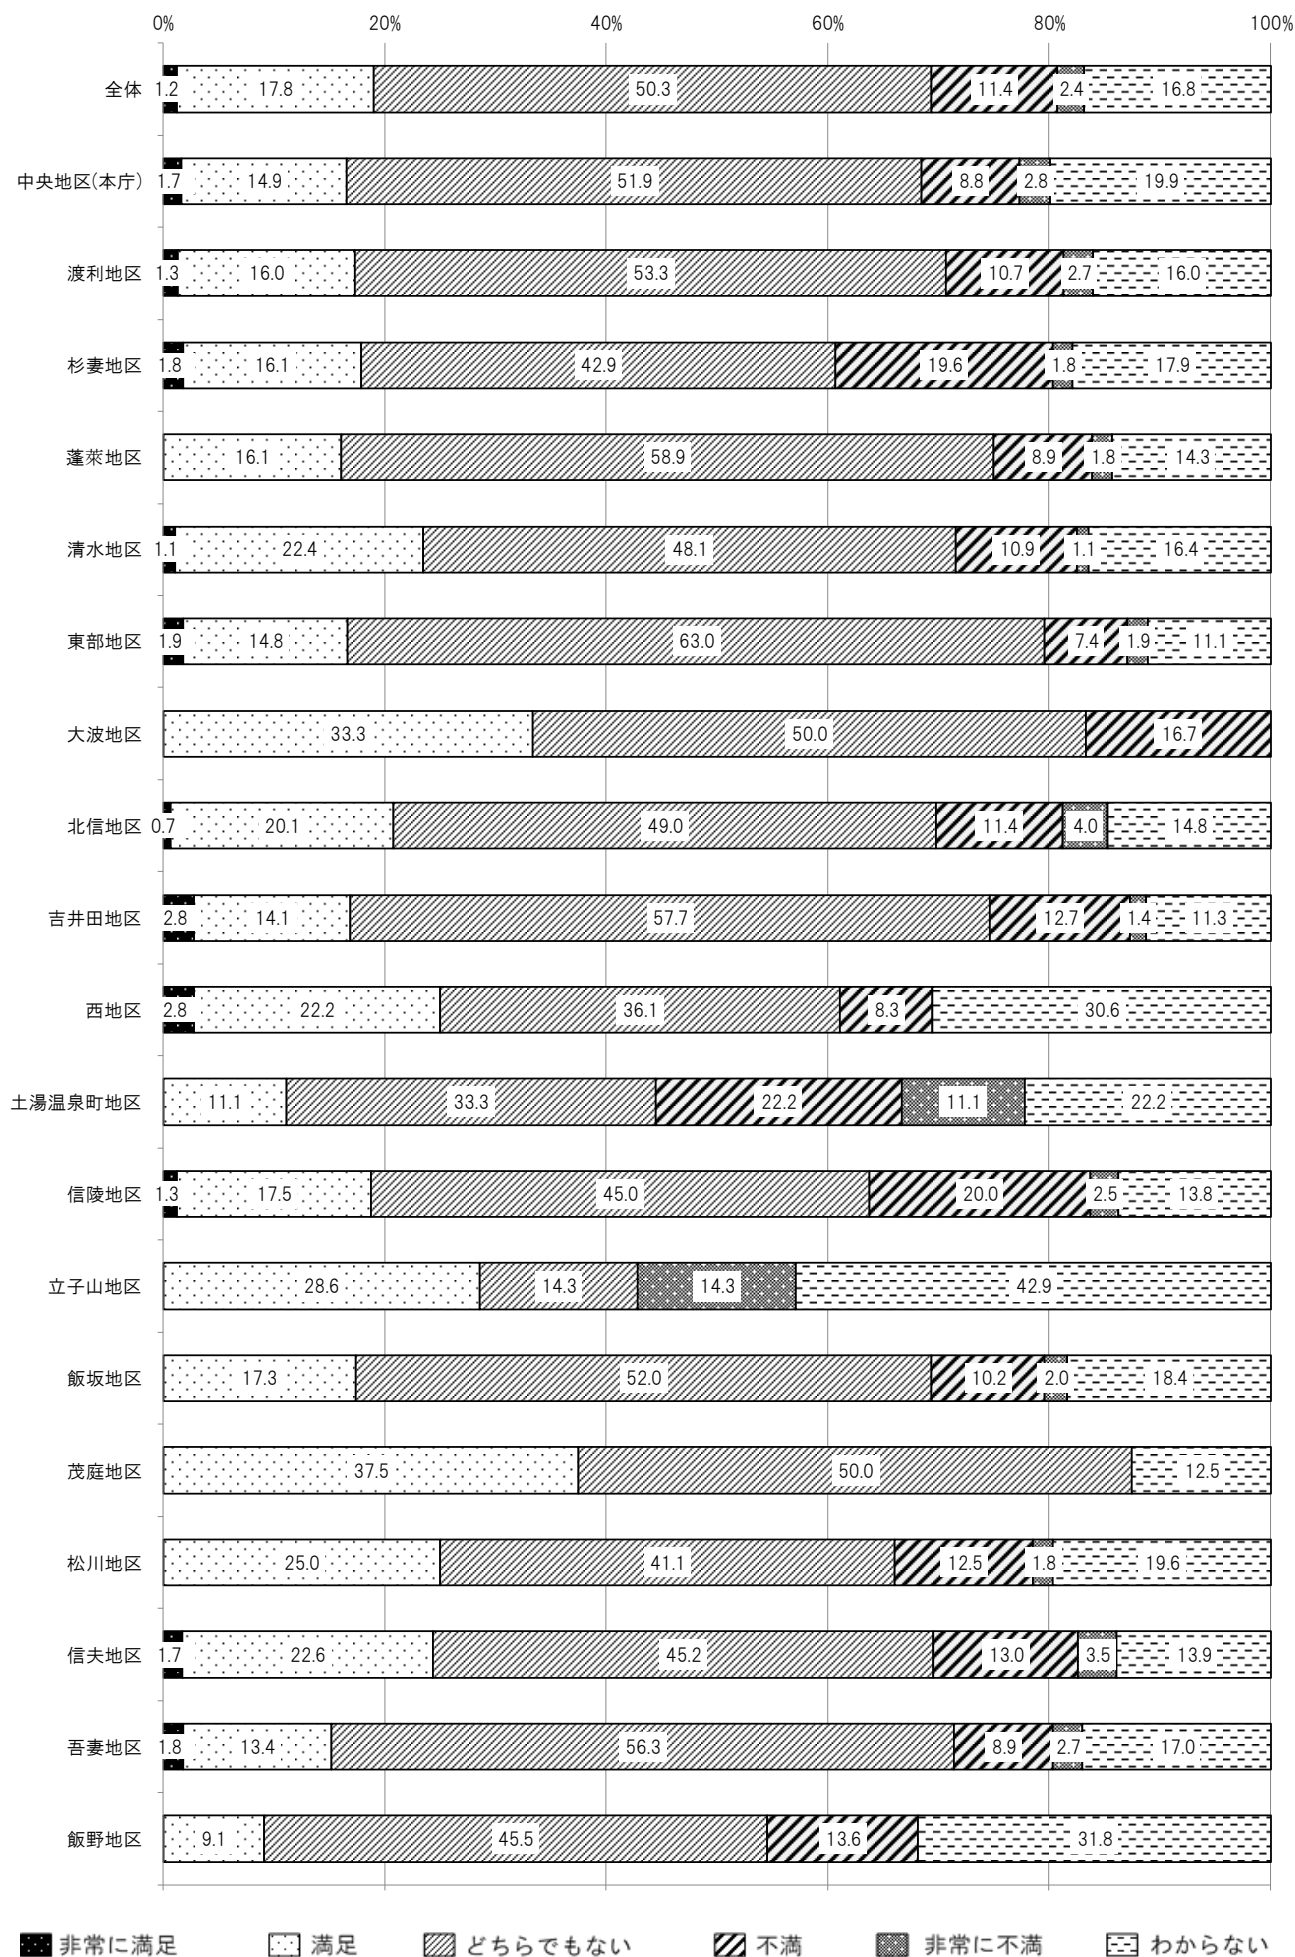 0% 20% 40% 60% 80% 100%
全体 1.2 17.8 50.3 11.4 2.4 16.8
中央地区(本庁) 1.7 14.9 51.9 8.8 2.8 19.9
渡利地区 1.3 16.0 53.3 10.7 2.7 16.0
杉妻地区 1.8 16.1 42.9 19.6 1.8 17.9
蓬萊地区 16.1 58.9 8.9 1.8 14.3
清水地区 1.1 22.4 48.1 10.9 1.1 16.4
東部地区 1.9 14.8 63.0 7.4 1.9 11.1
大波地区 33.3 50.0 16.7
北信地区 0.7 20.1 49.0 11.4 4.0 14.8
吉井田地区 2.8 14.1 57.7 12.7 1.4 11.3
西地区 2.8 22.2 36.1 8.3 30.6
土湯温泉町地区 11.1 33.3 22.2 11.1 22.2
信陵地区 1.3 17.5 45.0 20.0 2.5 13.8
立子山地区 28.6 14.3 14.3 42.9
飯坂地区 17.3 52.0 10.2 2.0 18.4
茂庭地区 37.5 50.0 12.5
松川地区 25.0 41.1 12.5 1.8 19.6
信夫地区 1.7 22.6 45.2 13.0 3.5 13.9
吾妻地区 1.8 13.4 56.3 8.9 2.7 17.0
飯野地区 9.1 45.5 13.6 31.8
非常に満足 満足 どちらでもない 不満 非常に不満 わからない